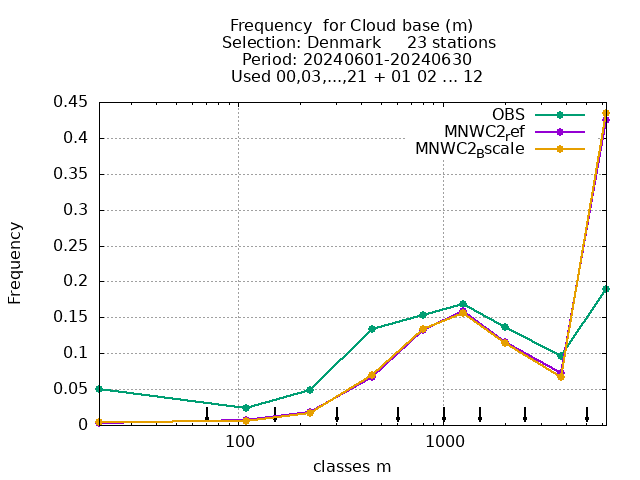 Frequency  for Cloud base (m)
Selection: Denmark     23 stations
Period: 20240601-20240630
Used 00,03,...,21 + 01 02 ... 12
0.45
0.4
0.35
0.3
0.25
0.2
0.15
0.1
0.05
0
Frequency
OBS
MNWC2ref
MNWC2Bscale
100
1000
classes m